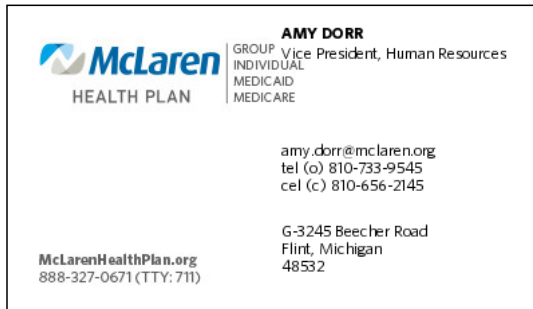 McLaren
HEALTH PLAN
GROUP
INDIVIDUAL
MEDICAID
MEDICARE
AMY DORR
Vice President, Human Resources
amy.dorr@mclaren.org
tel (o) 810-733-9545
cel (c) 810-656-2145
G-3245 Beecher Road
Flint, Michigan
48532
McLarenHealthPlan.org
888-327-0671 (TTY: 711)